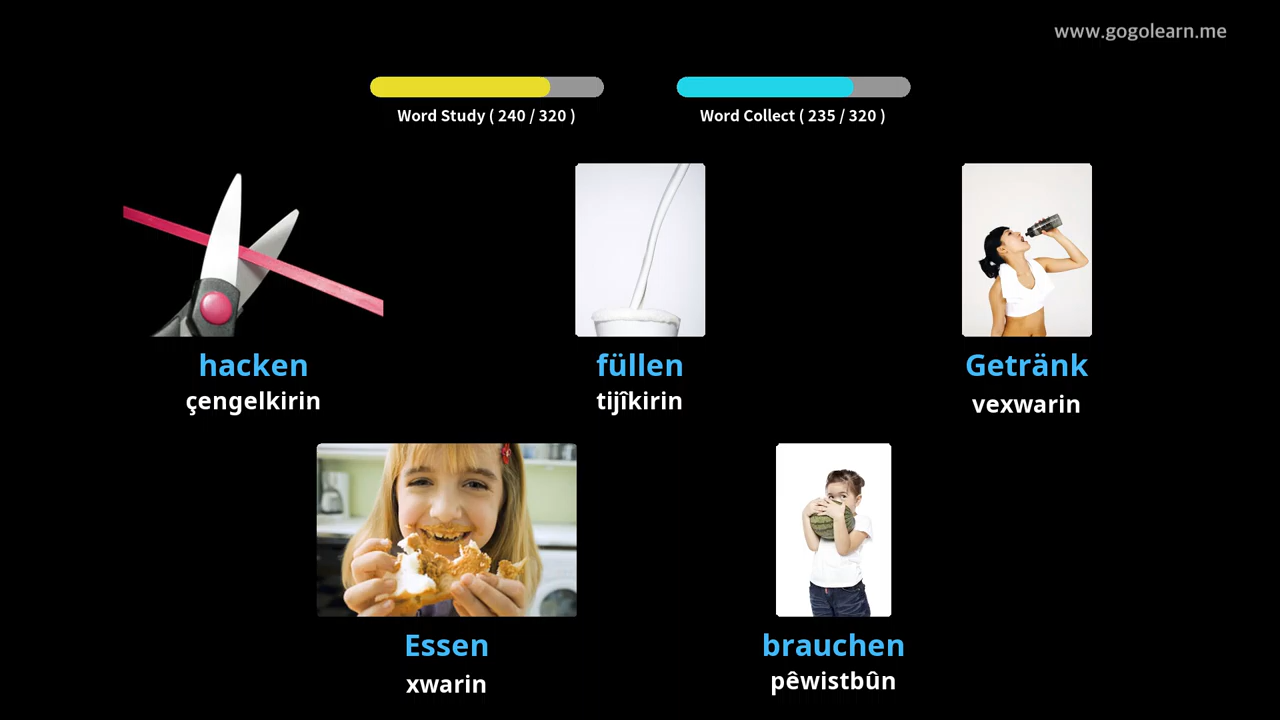 www.gogolearn.me
Word Study ( 240 / 320 )
Word Collect ( 235 / 320 )
hacken
çengelkirin
füllen
tijîkirin
Getränk
vexwarin
Essen
xwarin
brauchen
pêwistbûn